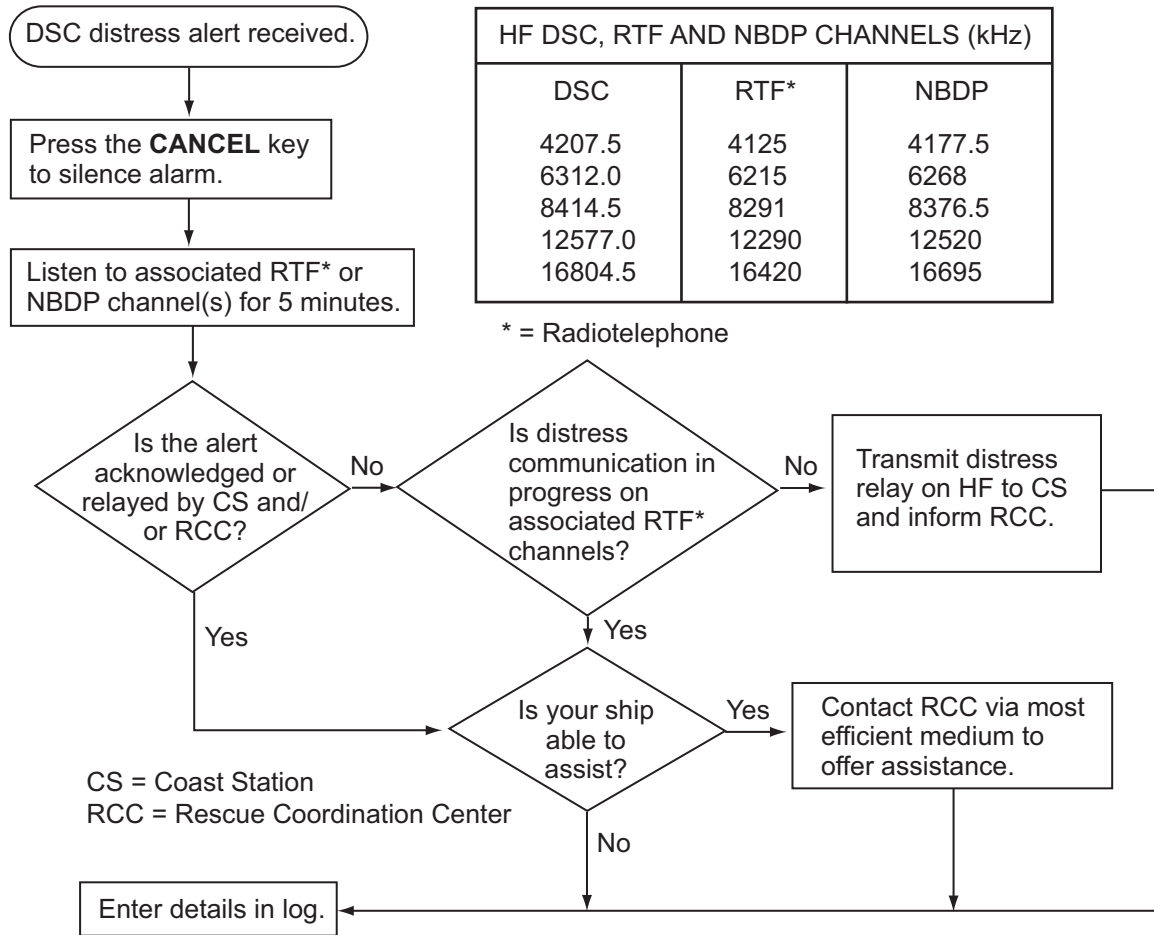 DSC distress alert received.
Press the CANCEL key
to silence alarm.
Listen to associated RTF* or
NBDP channel(s) for 5 minutes.
HF DSC, RTF AND NBDP CHANNELS (kHz)
DSC RTF* NBDP
4207.5 4125 4177.5
6312.0 6215 6268
8414.5 8291 8376.5
12577.0 12290 12520
16804.5 16420 16695
* = Radiotelephone
Is the alert
acknowledged or
relayed by CS and/
or RCC?
No
Yes
Is distress
communication in
progress on
associated RTF*
channels?
No
Yes
Transmit distress
relay on HF to CS
and inform RCC.
Is your ship
able to
assist?
Yes
No
Contact RCC via most
efficient medium to
offer assistance.
CS = Coast Station
RCC = Rescue Coordination Center
Enter details in log.